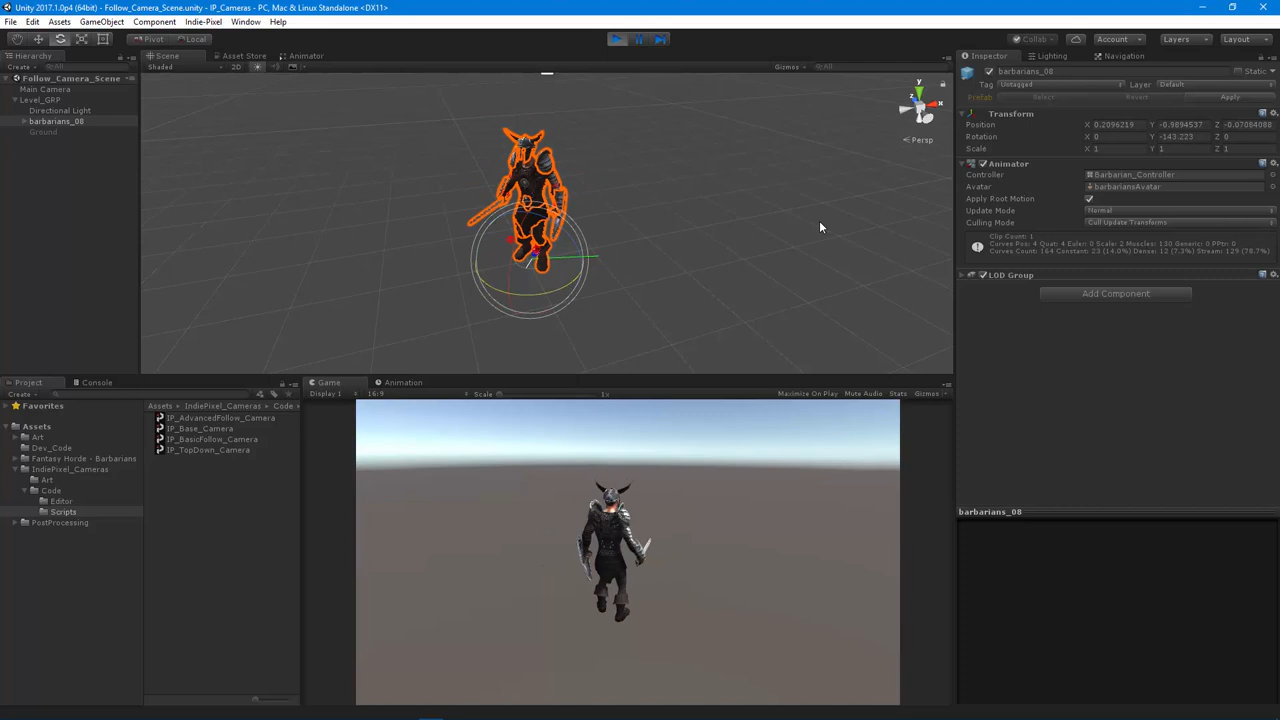 Unity 2017.1.0p4 (64bit) - Follow_Camera_Scene.unity - IP_Cameras - PC, Mac & Linux Standalone <DX11>
File Edit Assets GameObject Component Indie-Pixel Window Help
Pivot Local Collab Account Layers Layout
Hierarchy
Create All
Follow_Camera_Scene
Main Camera
Level_GRP
Directional Light
barbarians_08
Ground
Scene Asset Store Animator
Shaded 2D Gizmos All
y
x
z
Persp
Inspector Lighting Navigation
barbarians_08 Static
Tag Untagged Layer Default
Prefab Select Revert Apply
Transform
Position X 0.2096219 Y -0.9894537 Z -0.07084088
Rotation X 0 Y -143.223 Z 0
Scale X 1 Y 1 Z 1
Animator
Controller Barbarian_Controller
Avatar barbariansAvatar
Apply Root Motion
Update Mode Normal
Culling Mode Cull Update Transforms
Clip Count: 1
Curves Pos: 4 Quat: 4 Euler: 0 Scale: 2 Muscles: 130 Generic: 0 PPtr: 0
Curves Count: 164 Constant: 23 (14.0%) Dense: 12 (7.3%) Stream: 129 (78.7%)
LOD Group
Add Component
barbarians_08
Project Console
Create
Favorites
Assets
Art
Dev_Code
Fantasy Horde - Barbarians
IndiePixel_Cameras
Art
Code
Editor
Scripts
PostProcessing
Assets IndiePixel_Cameras Code
IP_AdvancedFollow_Camera
IP_Base_Camera
IP_BasicFollow_Camera
IP_TopDown_Camera
Game Animation
Display 1 16:9 Scale 1x Maximize On Play Mute Audio Stats Gizmos